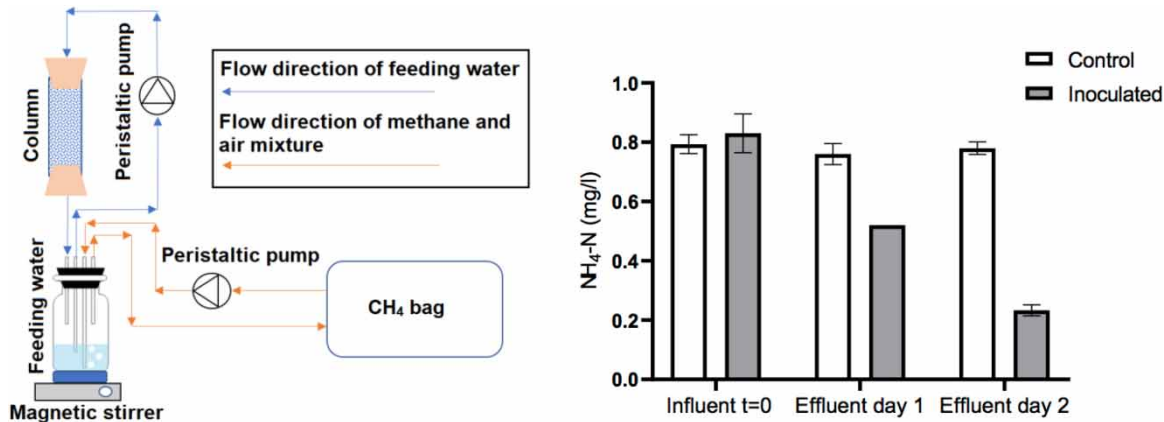 Peristaltic pump
Column
Flow direction of feeding water
Flow direction of methane and
air mixture
Feeding water
Peristaltic pump
CH₄ bag
Magnetic stirrer
Control
Inoculated
NH₄-N (mg/l)
1.0
0.8
0.6
0.4
0.2
0.0
Influent t=0 Effluent day 1 Effluent day 2